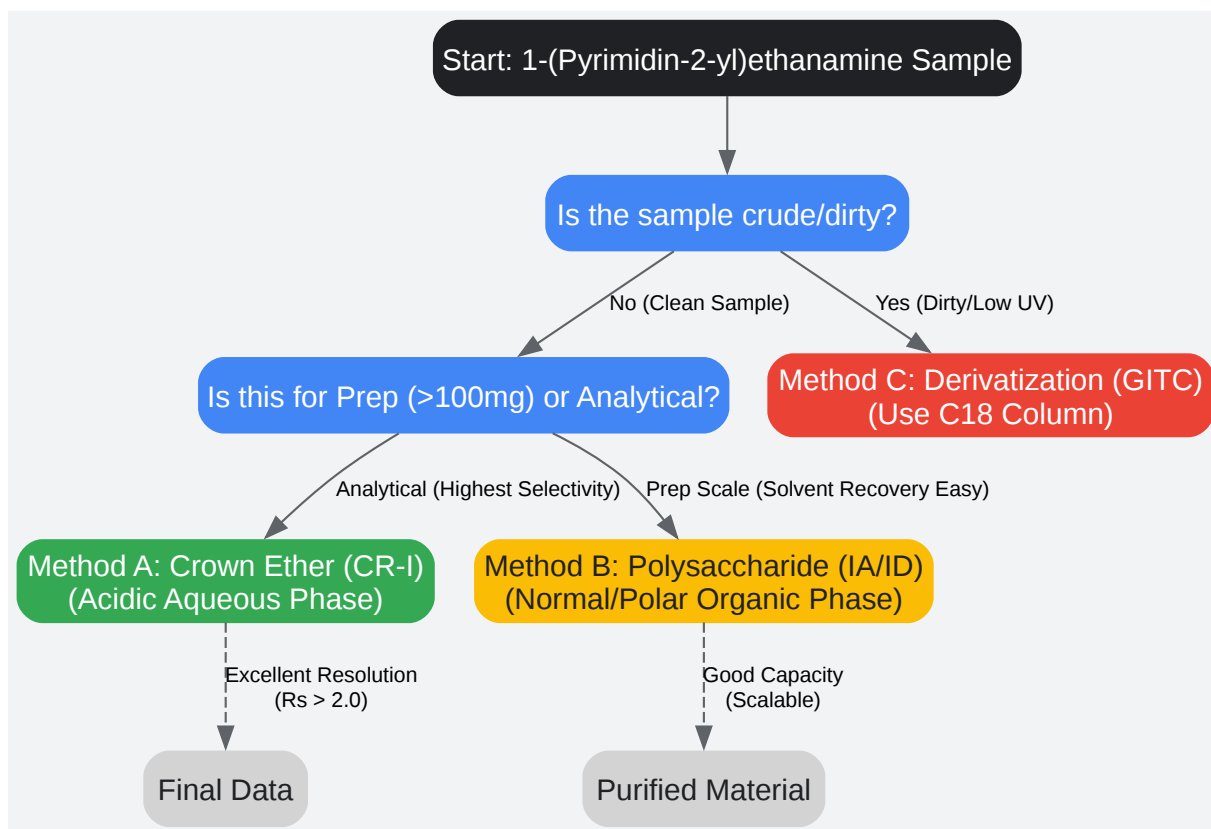 Start: 1-(Pyrimidin-2-yl)ethanamine Sample
Is the sample crude/dirty?
No (Clean Sample)
Yes (Dirty/Low UV)
Is this for Prep (>100mg) or Analytical?
Method C: Derivatization (GITC)
(Use C18 Column)
Analytical (Highest Selectivity)
Prep Scale (Solvent Recovery Easy)
Method A: Crown Ether (CR-I)
(Acidic Aqueous Phase)
Method B: Polysaccharide (IA/ID)
(Normal/Polar Organic Phase)
Excellent Resolution
(Rs > 2.0)
Good Capacity
(Scalable)
Final Data
Purified Material